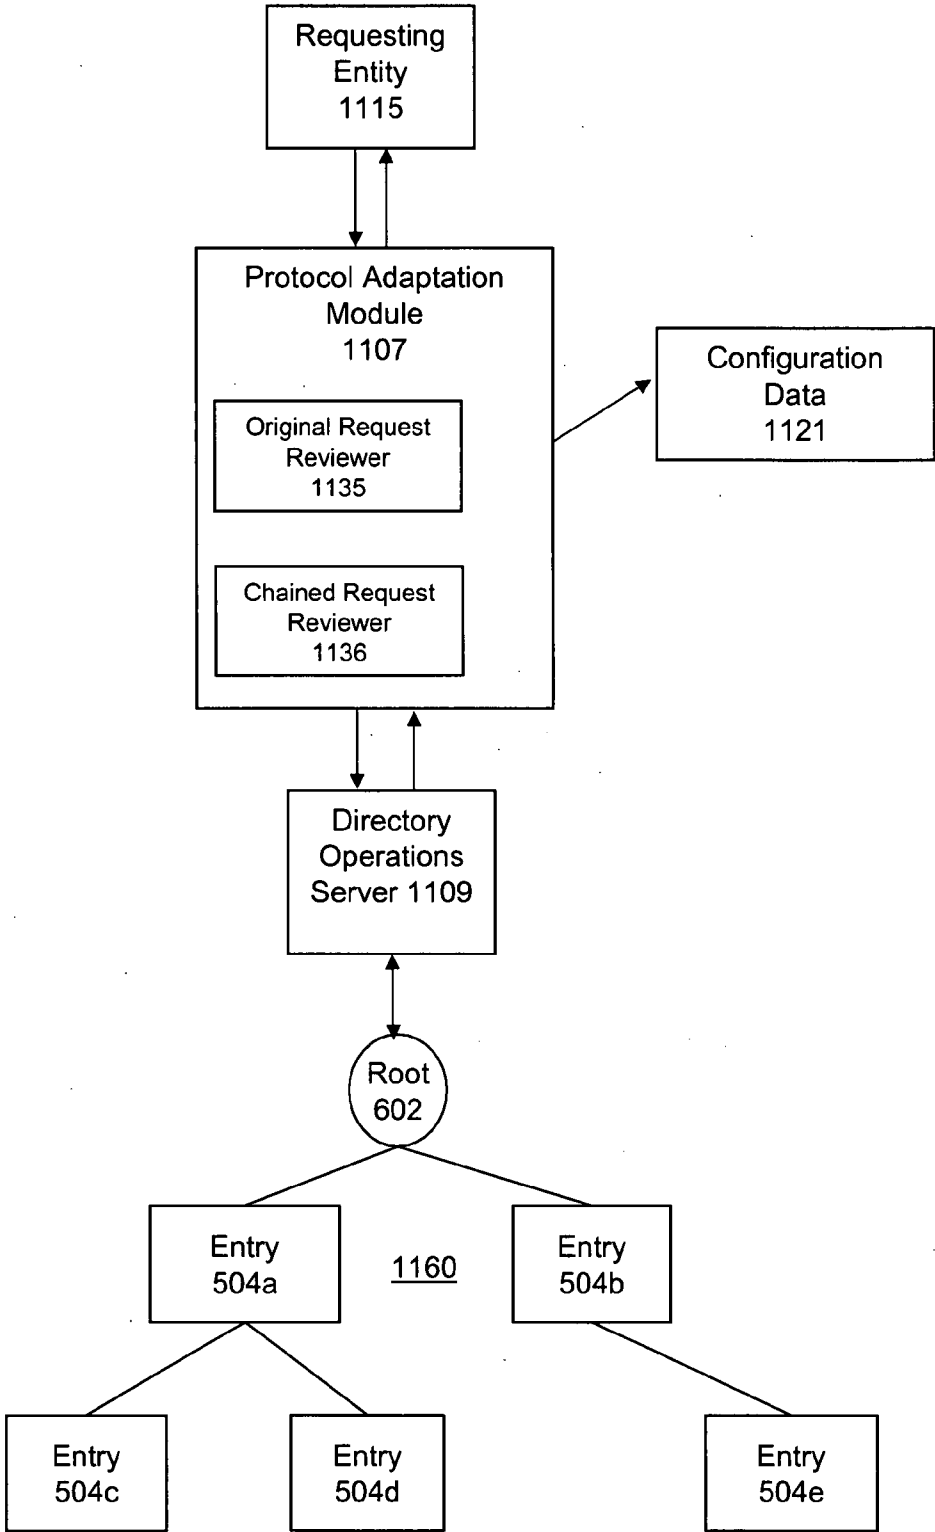 Requesting
Entity
1115
Protocol Adaptation
Module
1107
Configuration
Data
1121
Original Request
Reviewer
1135
Chained Request
Reviewer
1136
Directory
Operations
Server 1109
Root
602
Entry
504a
1160
Entry
504b
Entry
504c
Entry
504d
Entry
504e